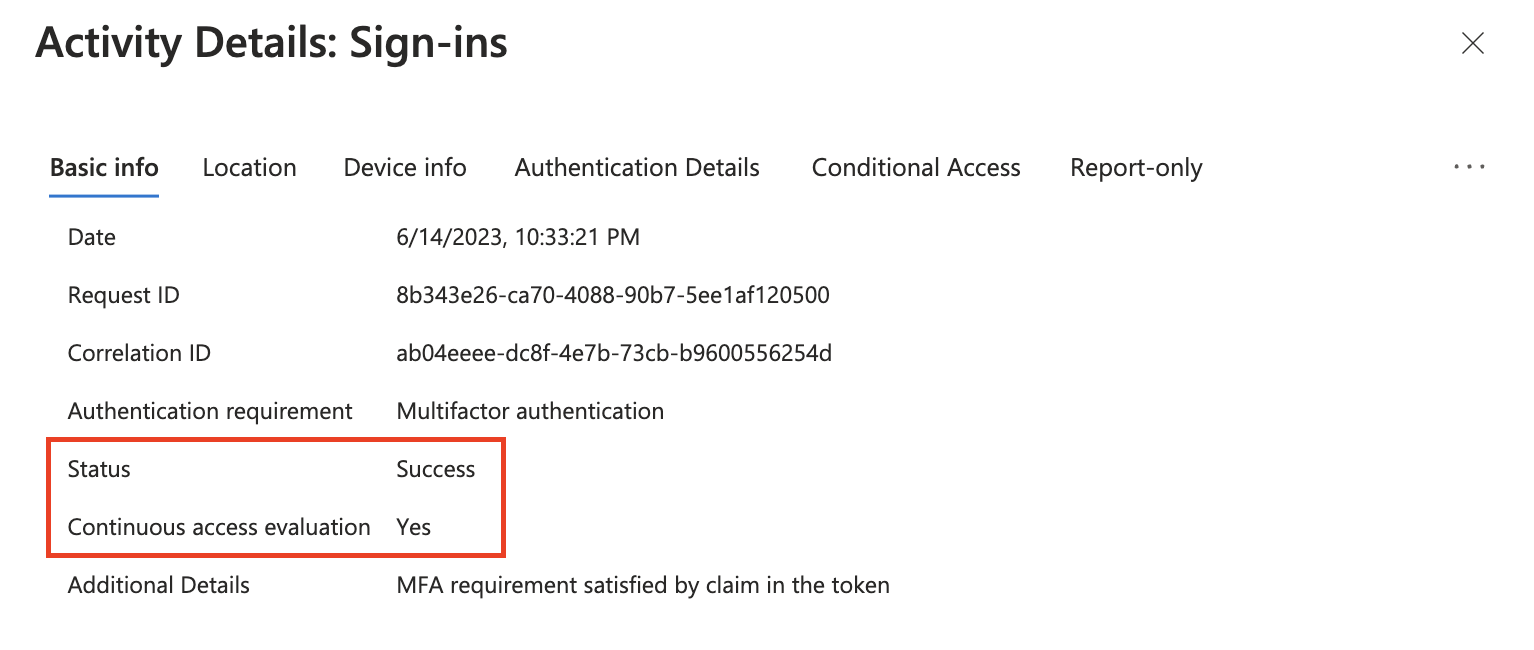 Activity Details: Sign-ins
Basic info Location Device info Authentication Details Conditional Access Report-only ...
Date 6/14/2023, 10:33:21 PM
Request ID 8b343e26-ca70-4088-90b7-5ee1af120500
Correlation ID ab04eeee-dc8f-4e7b-73cb-b9600556254d
Authentication requirement Multifactor authentication
Status Success
Continuous access evaluation Yes
Additional Details MFA requirement satisfied by claim in the token